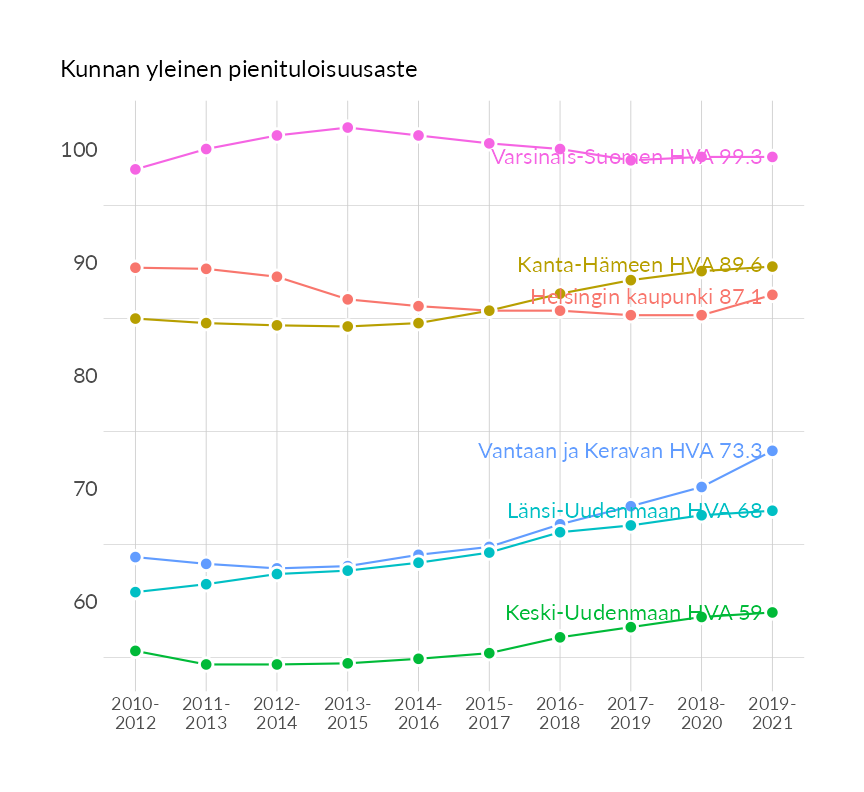 Kunnan yleinen pienituloisuusaste
100
Varsinais-Suomen HVA 99.3
90
Kanta-Hämeen HVA 89.6
Helsingin kaupunki 87.1
80
Vantaan ja Keravan HVA 73.3
70
Länsi-Uudenmaan HVA 68
60
Keski-Uudenmaan HVA 59
2010- 2011- 2012- 2013- 2014- 2015- 2016- 2017- 2018- 2019-
2012 2013 2014 2015 2016 2017 2018 2019 2020 2021